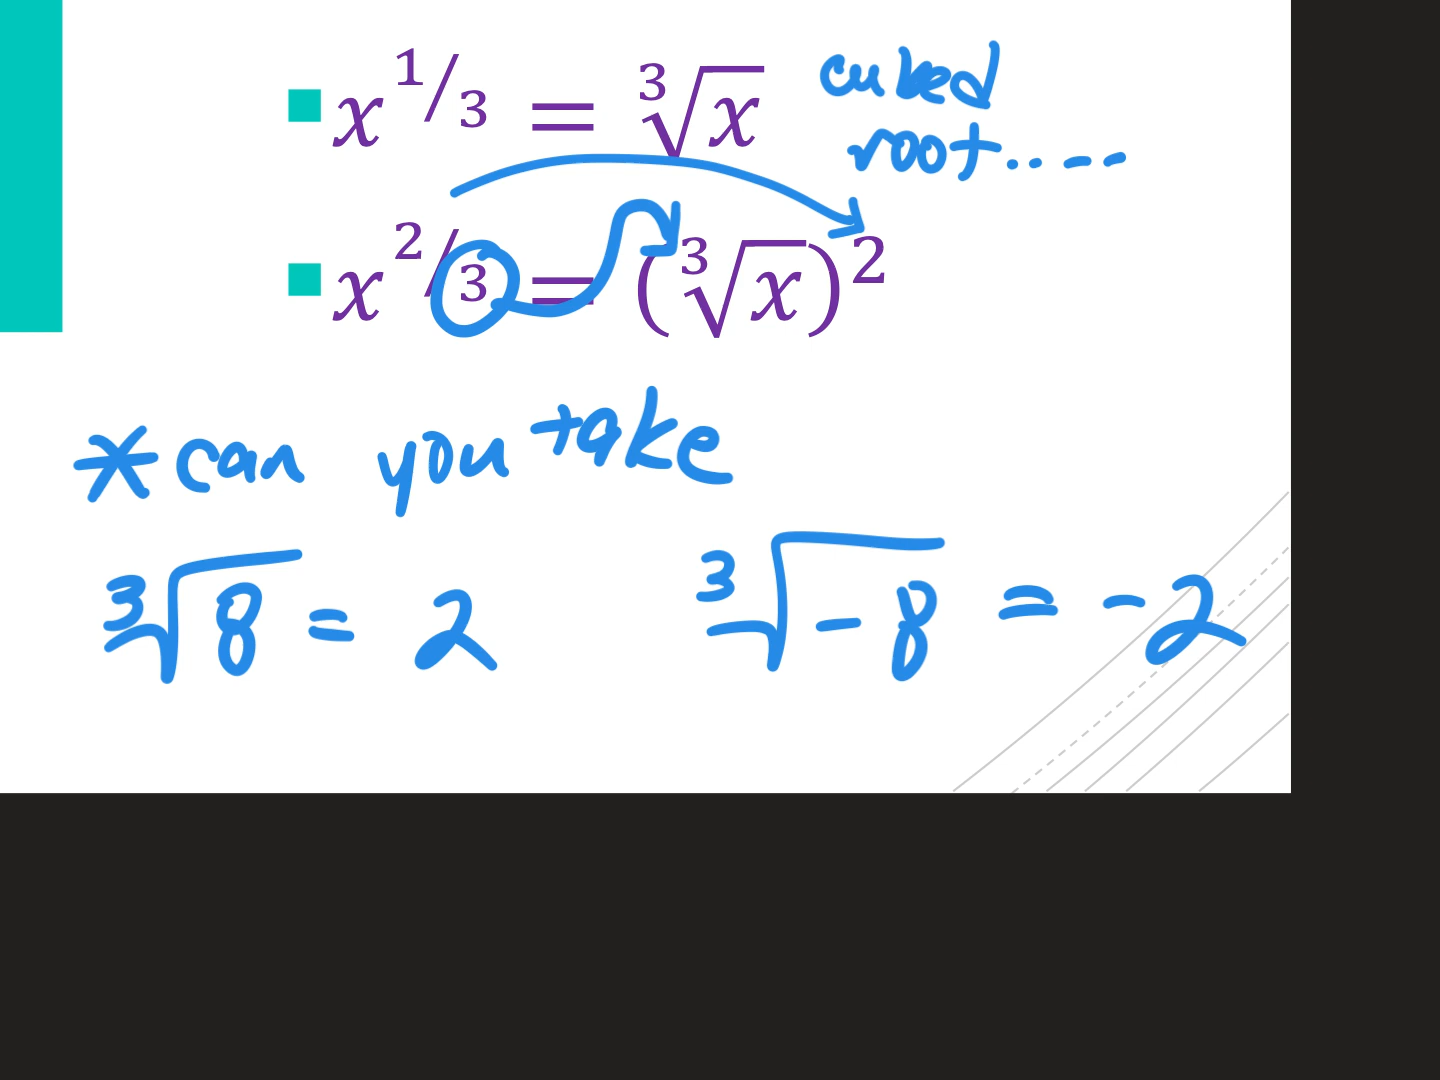 x^{1/3} = ∛x cubed
root.. --
x^{2/3} = (∛x)²
* can you take
∛8 = 2 ∛-8 = -2